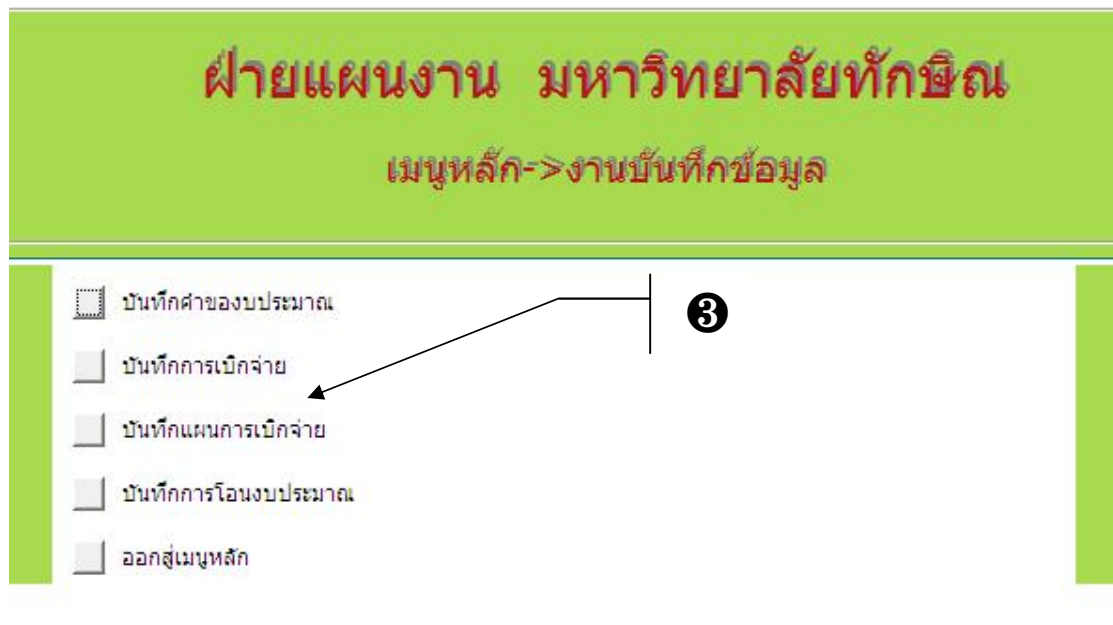 ฝ่ายแผนงาน มหาวิทยาลัยทักษิณ
เมนูหลัก->งานบันทึกข้อมูล
บันทึกคำของบประมาณ
❸
บันทึกการเบิกจ่าย
บันทึกแผนการเบิกจ่าย
บันทึกการโอนงบประมาณ
ออกสู่เมนูหลัก